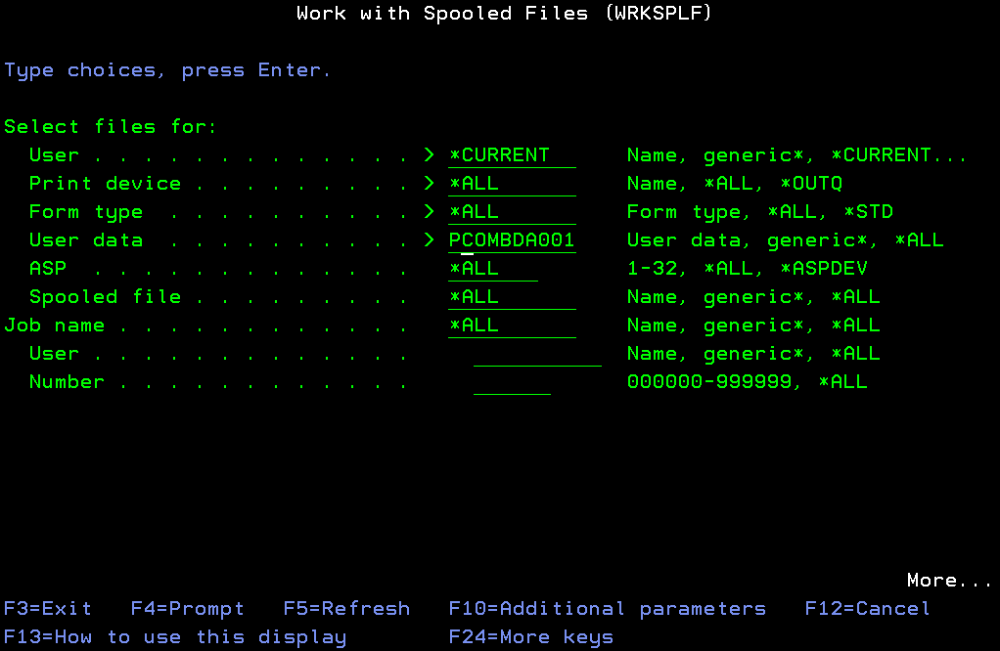 Work with Spooled Files (WRKSPLF)
Type choices, press Enter.
Select files for:
User . . . . . . . . . . . . . > *CURRENT Name, generic*, *CURRENT...
Print device . . . . . . . . . > *ALL Name, *ALL, *OUTQ
Form type . . . . . . . . . . > *ALL Form type, *ALL, *STD
User data . . . . . . . . . . > PCOMBDA001 User data, generic*, *ALL
ASP . . . . . . . . . . . . . *ALL 1-32, *ALL, *ASPDEV
Spooled file . . . . . . . . . *ALL Name, generic*, *ALL
Job name . . . . . . . . . . . . *ALL Name, generic*, *ALL
User . . . . . . . . . . . . . Name, generic*, *ALL
Number . . . . . . . . . . . . 000000-999999, *ALL
More...
F3=Exit F4=Prompt F5=Refresh F10=Additional parameters F12=Cancel
F13=How to use this display F24=More keys